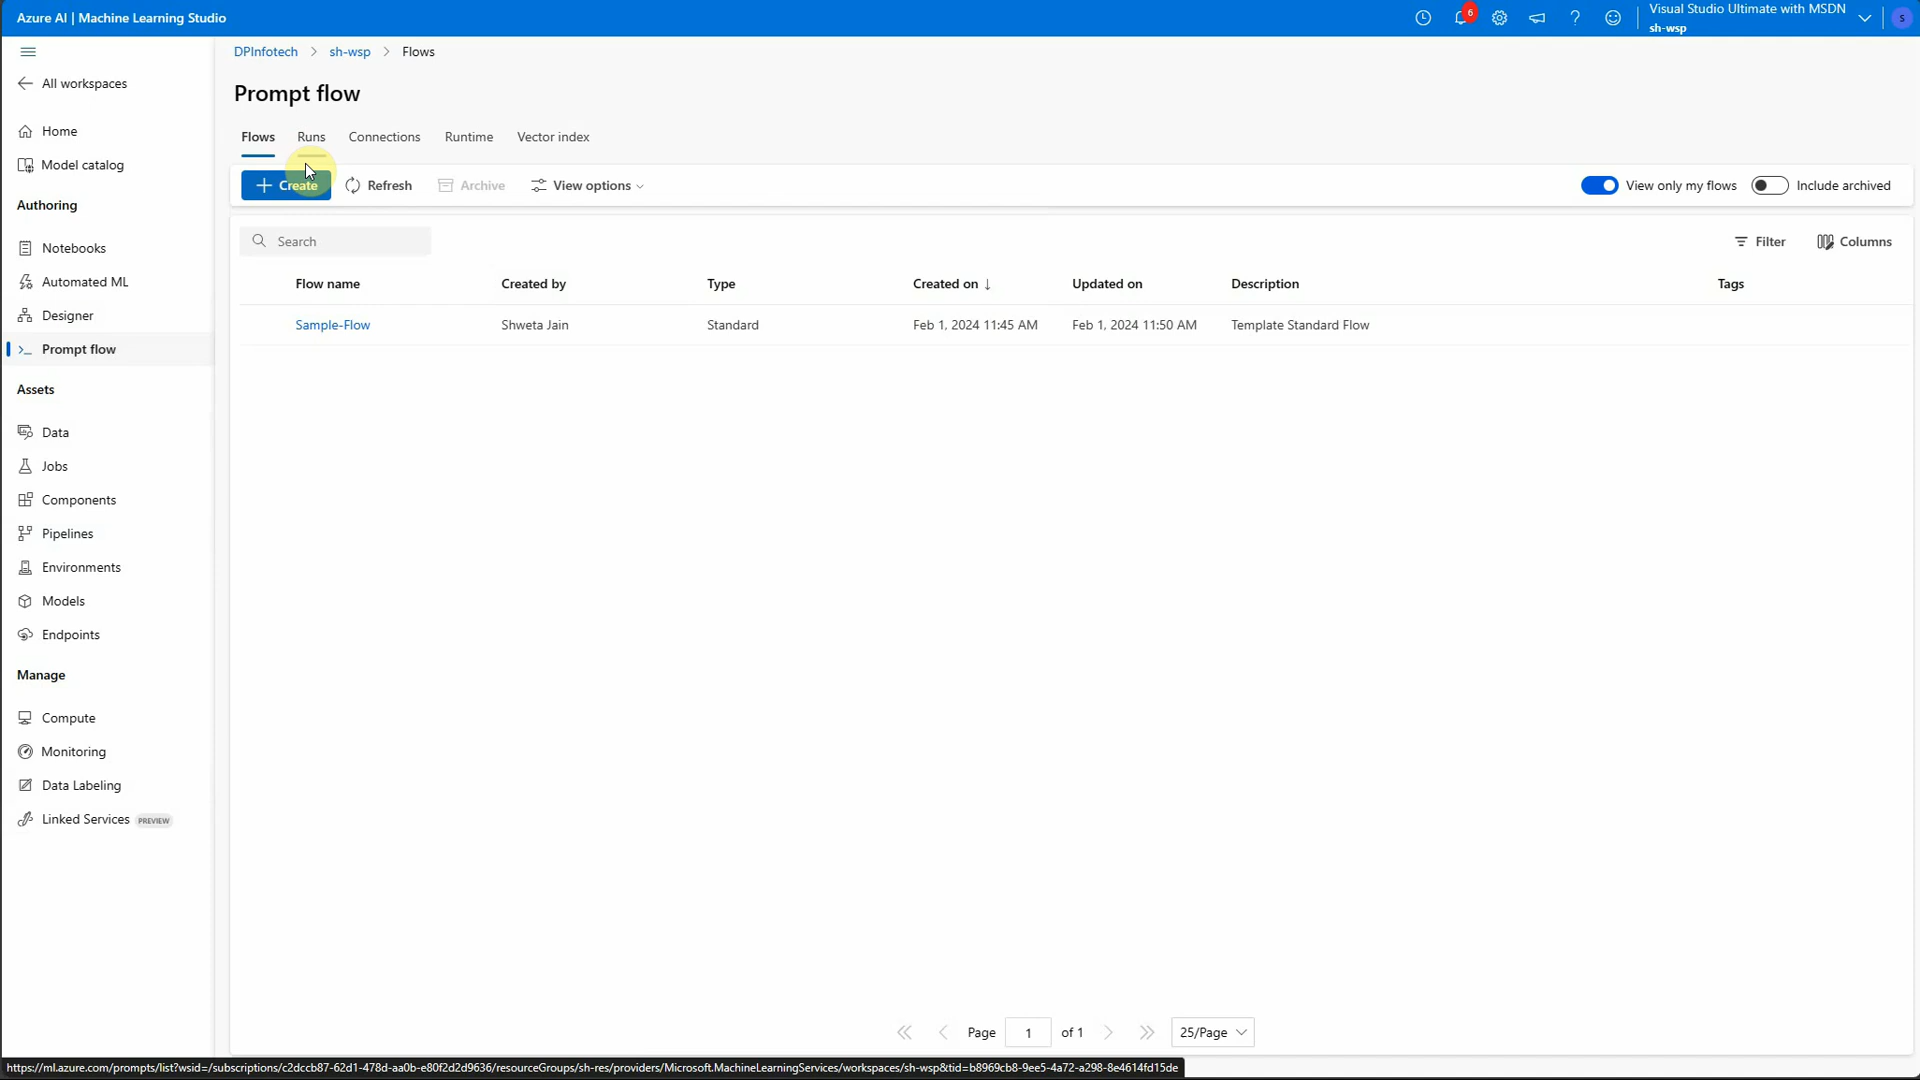 Azure AI | Machine Learning Studio
6
Visual Studio Ultimate with MSDN
sh-wsp
S
DPInfotech > sh-wsp > Flows
All workspaces
Prompt flow
Home
Flows Runs Connections Runtime Vector index
Model catalog
Create Refresh Archive View options View only my flows Include archived
Authoring
Search Filter Columns
Notebooks
Automated ML
Designer
Prompt flow
Flow name Created by Type Created on ↓ Updated on Description Tags
Sample-Flow Shweta Jain Standard Feb 1, 2024 11:45 AM Feb 1, 2024 11:50 AM Template Standard Flow
Assets
Data
Jobs
Components
Pipelines
Environments
Models
Endpoints
Manage
Compute
Monitoring
Data Labeling
Linked Services PREVIEW
Page 1 of 1 25/Page
https://ml.azure.com/prompts/list?wsid=/subscriptions/c2dccb87-62d1-478d-aa0b-e80f2d2d9636/resourceGroups/sh-res/providers/Microsoft.MachineLearningServices/workspaces/sh-wsp&tid=b8969cb8-9ee5-4a72-a298-8e4614fd15de